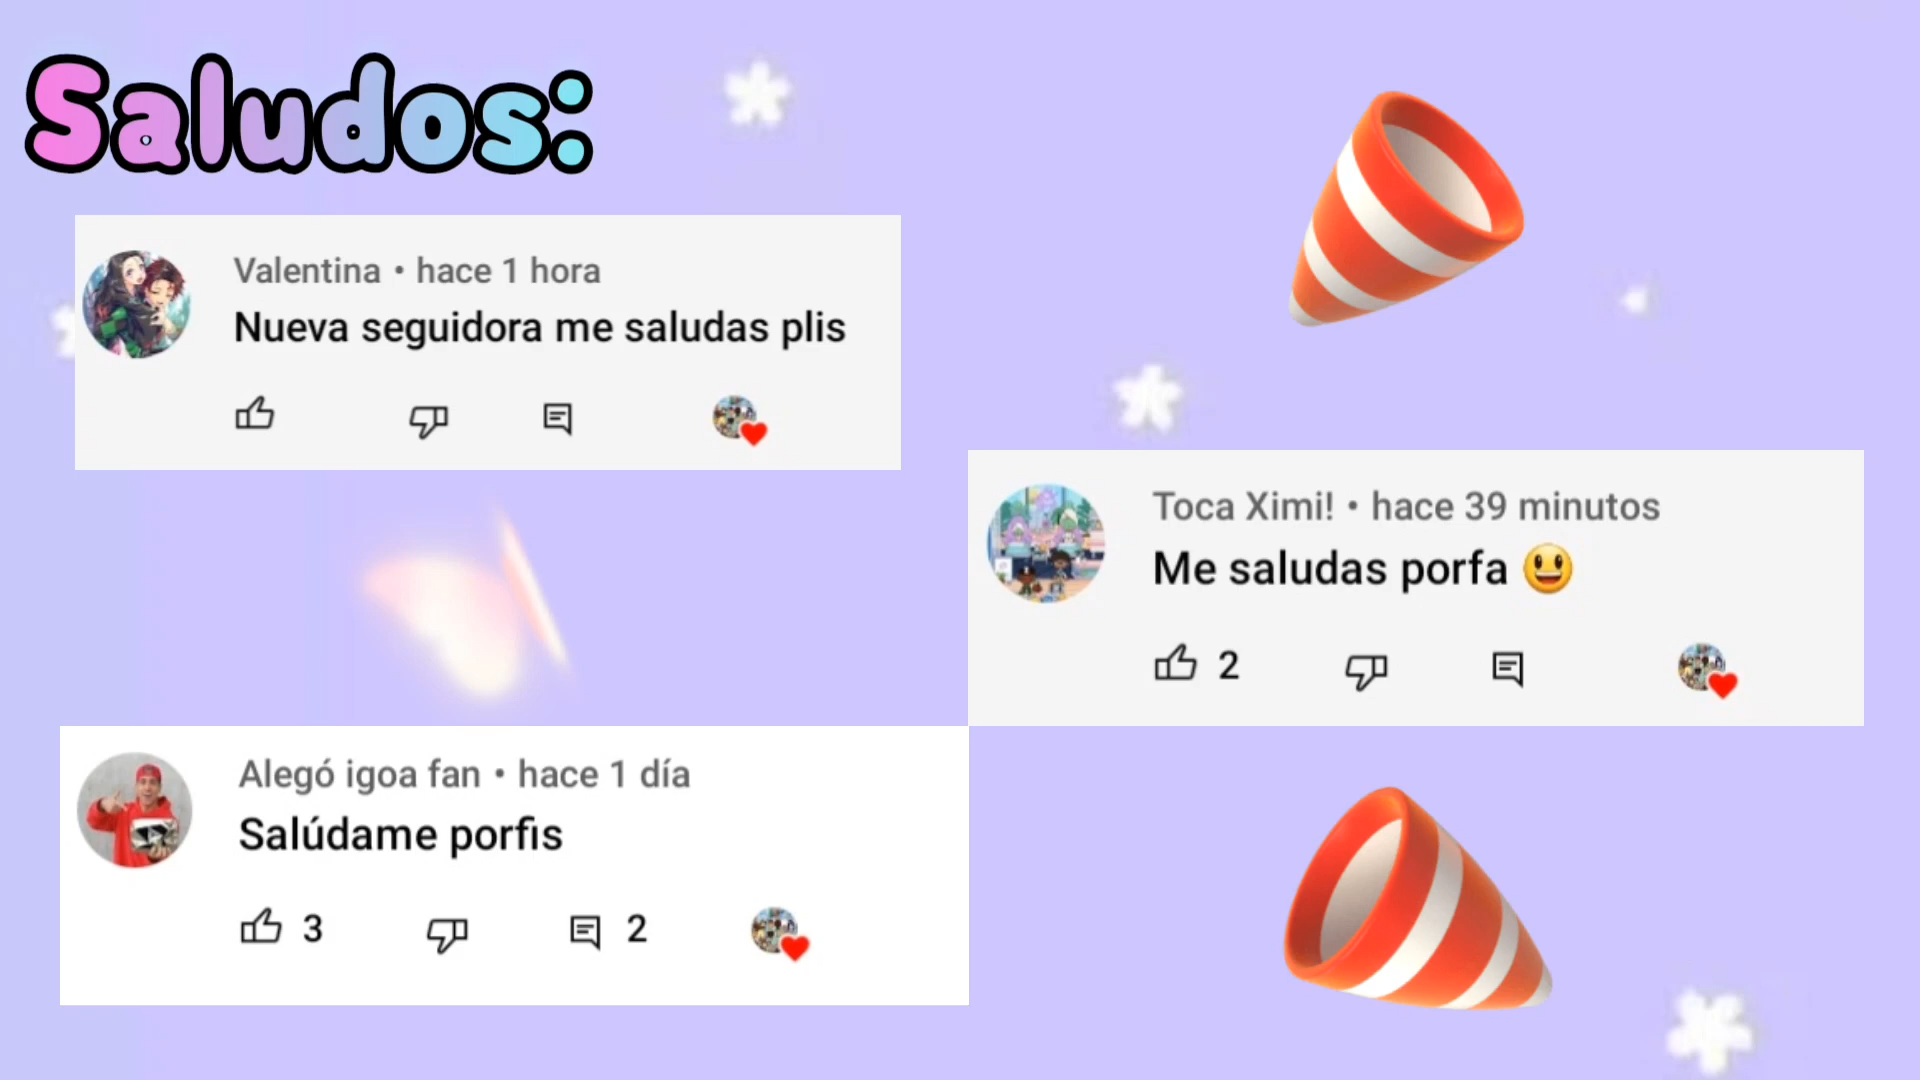 Saludos:
Valentina • hace 1 hora
Nueva seguidora me saludas plis
Toca Ximi! • hace 39 minutos
Me saludas porfa 😃
2
Alegó igoa fan • hace 1 día
Salúdame porfis
3 2